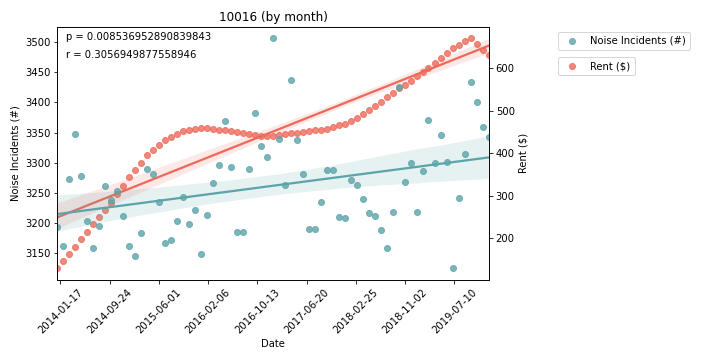 10016 (by month)
p = 0.008536952890839843
r = 0.3056949877558946
Noise Incidents (#)
Rent ($)
3500
3450
3400
3350
3300
3250
3200
3150
Noise Incidents (#)
600
500
400
300
200
Rent ($)
2014-01-17
2014-09-24
2015-06-01
2016-02-06
2016-10-13
2017-06-20
2018-02-25
2018-11-02
2019-07-10
Date